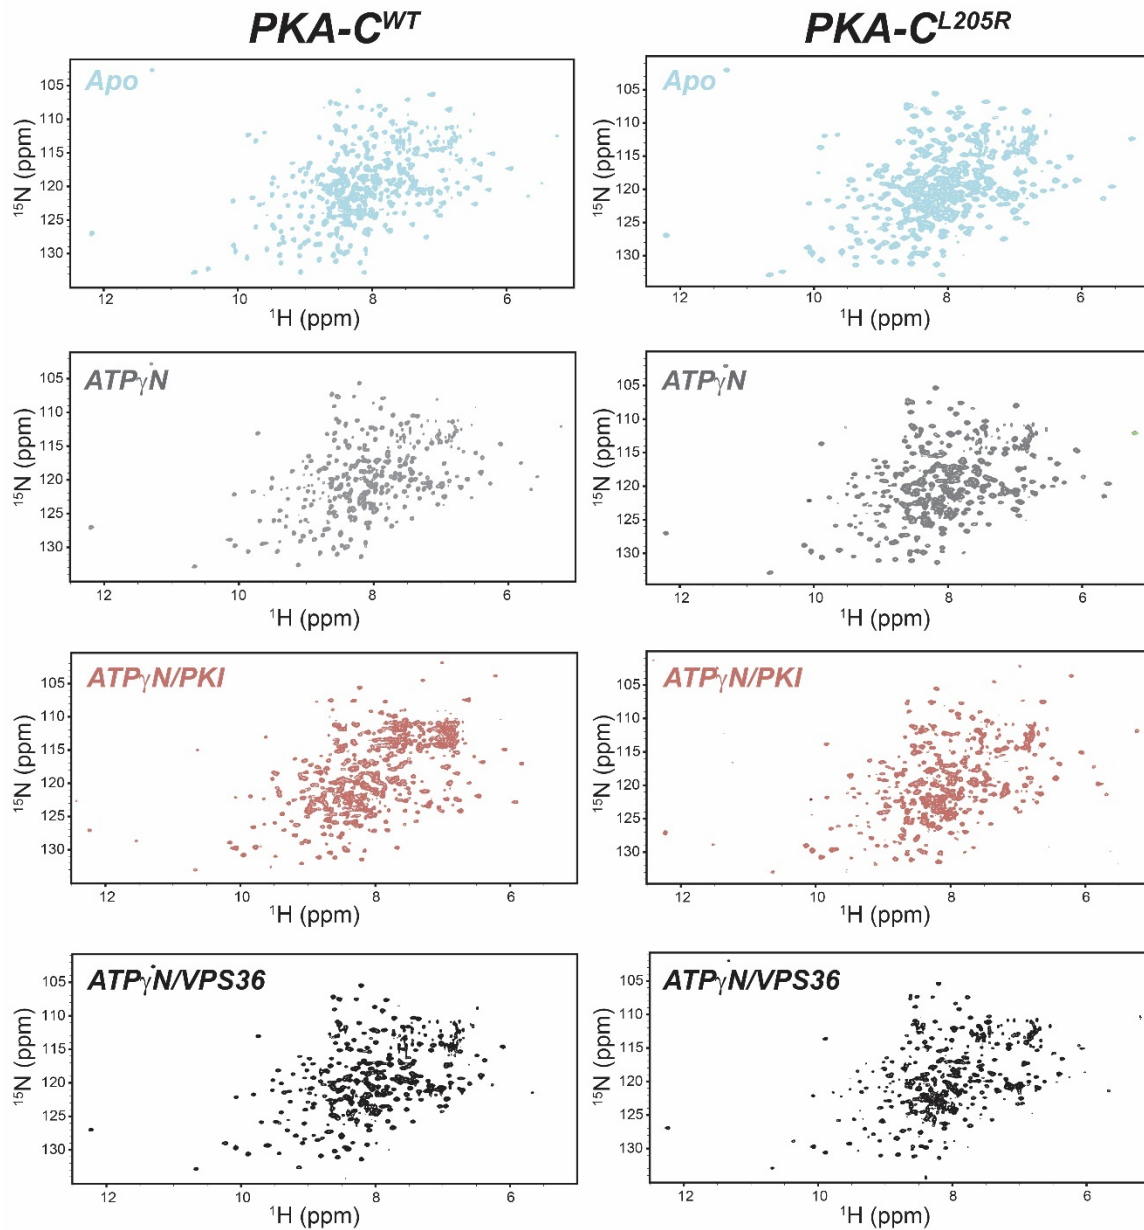 PKA-C^WT PKA-C^L205R
Apo Apo
105
110
115
120
125
130
¹⁵N (ppm)
12 10 8 6
¹H (ppm)
105
110
115
120
125
130
¹⁵N (ppm)
12 10 8 6
¹H (ppm)
ATPγN ATPγN
105
110
115
120
125
130
¹⁵N (ppm)
12 10 8 6
¹H (ppm)
105
110
115
120
125
130
¹⁵N (ppm)
12 10 8 6
¹H (ppm)
ATPγN/PKI ATPγN/PKI
105
110
115
120
125
130
¹⁵N (ppm)
12 10 8 6
¹H (ppm)
105
110
115
120
125
130
¹⁵N (ppm)
12 10 8 6
¹H (ppm)
ATPγN/VPS36 ATPγN/VPS36
105
110
115
120
125
130
¹⁵N (ppm)
12 10 8 6
¹H (ppm)
105
110
115
120
125
130
¹⁵N (ppm)
12 10 8 6
¹H (ppm)